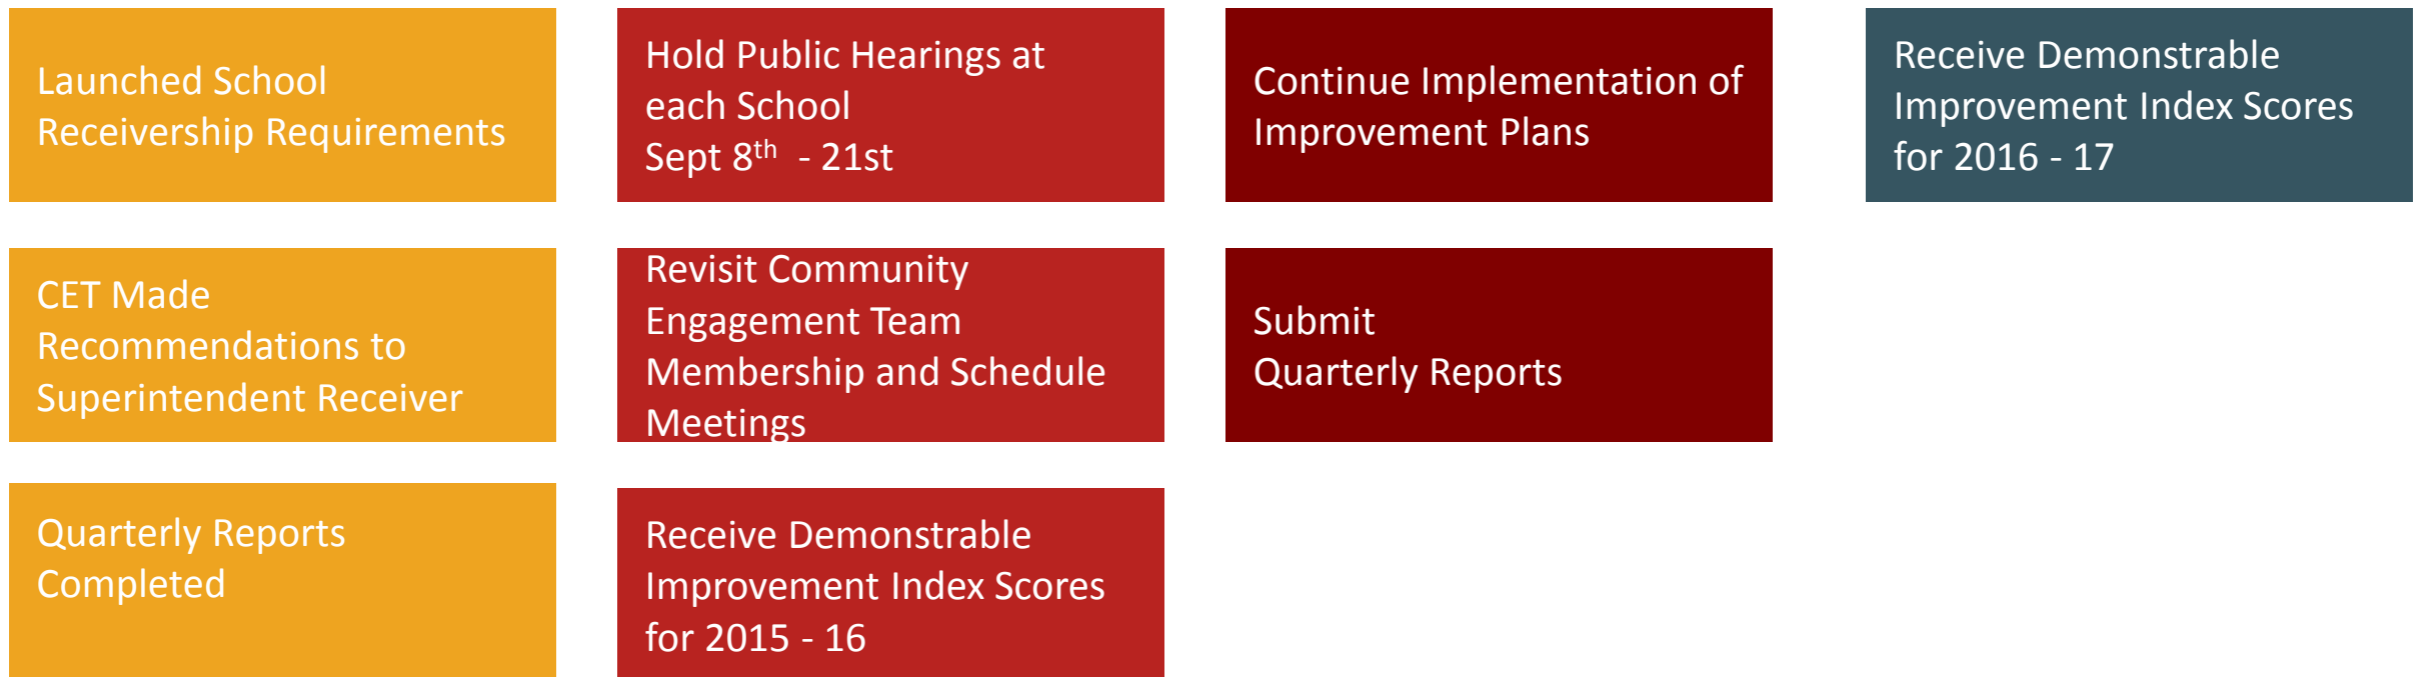 Launched School
Receivership Requirements
CET Made
Recommendations to
Superintendent Receiver
Quarterly Reports
Completed
Hold Public Hearings at
each School
Sept 8th - 21st
Revisit Community
Engagement Team
Membership and Schedule
Meetings
Receive Demonstrable
Improvement Index Scores
for 2015 - 16
Continue Implementation of
Improvement Plans
Submit
Quarterly Reports
Receive Demonstrable
Improvement Index Scores
for 2016 - 17